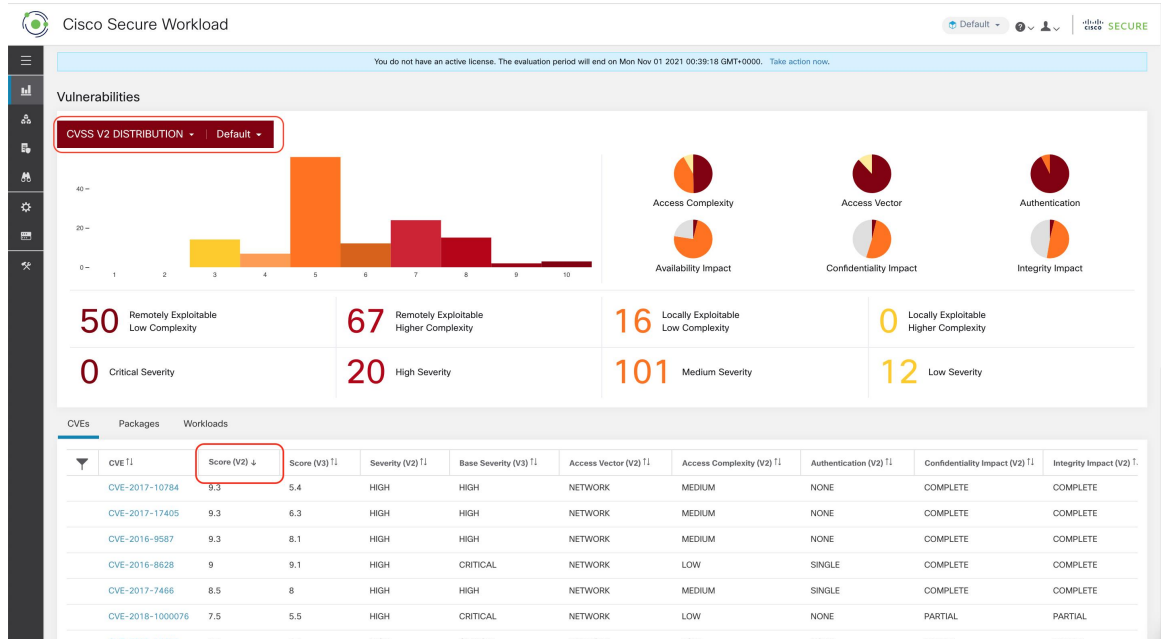 Cisco Secure Workload
Default
CISCO SECURE
You do not have an active license. The evaluation period will end on Mon Nov 01 2021 00:39:18 GMT+0000. Take action now.
Vulnerabilities
CVSS V2 DISTRIBUTION Default
40
20
0
1 2 3 4 5 6 7 8 9 10
Access Complexity
Access Vector
Authentication
Availability Impact
Confidentiality Impact
Integrity Impact
50 Remotely Exploitable
Low Complexity
67 Remotely Exploitable
Higher Complexity
16 Locally Exploitable
Low Complexity
0 Locally Exploitable
Higher Complexity
0 Critical Severity
20 High Severity
101 Medium Severity
12 Low Severity
CVEs Packages Workloads
CVE Score (V2) Score (V3) Severity (V2) Base Severity (V3) Access Vector (V2) Access Complexity (V2) Authentication (V2) Confidentiality Impact (V2) Integrity Impact (V2)
CVE-2017-10784 9.3 5.4 HIGH HIGH NETWORK MEDIUM NONE COMPLETE COMPLETE
CVE-2017-17405 9.3 6.3 HIGH HIGH NETWORK MEDIUM NONE COMPLETE COMPLETE
CVE-2016-9587 9.3 8.1 HIGH HIGH NETWORK MEDIUM NONE COMPLETE COMPLETE
CVE-2016-8628 9 9.1 HIGH CRITICAL NETWORK LOW SINGLE COMPLETE COMPLETE
CVE-2017-7466 8.5 8 HIGH HIGH NETWORK MEDIUM SINGLE COMPLETE COMPLETE
CVE-2018-1000076 7.5 5.5 HIGH CRITICAL NETWORK LOW NONE PARTIAL PARTIAL